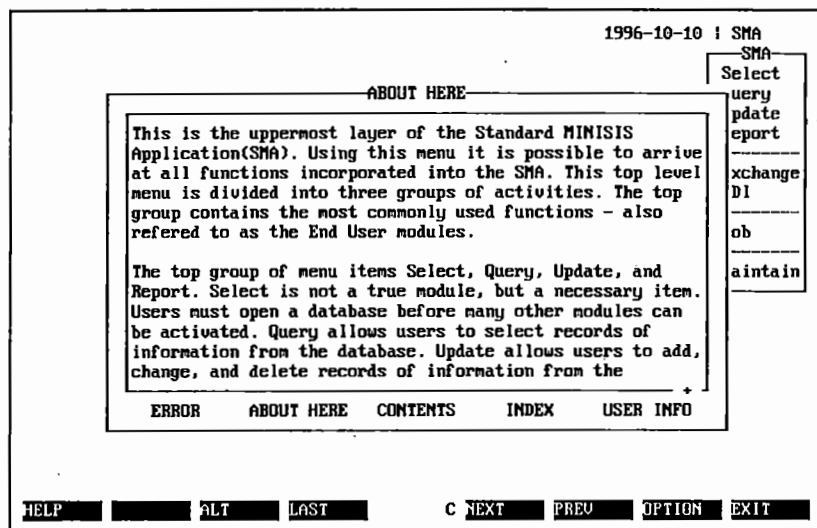 1996-10-10 ¦ SMA
SMA
Select
uery
pdate
eport
xchange
DI
ob
aintain
ABOUT HERE
This is the uppermost layer of the Standard MINISIS
Application(SMA). Using this menu it is possible to arrive
at all functions incorporated into the SMA. This top level
menu is divided into three groups of activities. The top
group contains the most commonly used functions - also
refered to as the End User modules.
The top group of menu items Select, Query, Update, and
Report. Select is not a true module, but a necessary item.
Users must open a database before many other modules can
be activated. Query allows users to select records of
information from the database. Update allows users to add,
change, and delete records of information from the
+
ERROR ABOUT HERE CONTENTS INDEX USER INFO
HELP ALT LAST C NEXT PREV OPTION EXIT